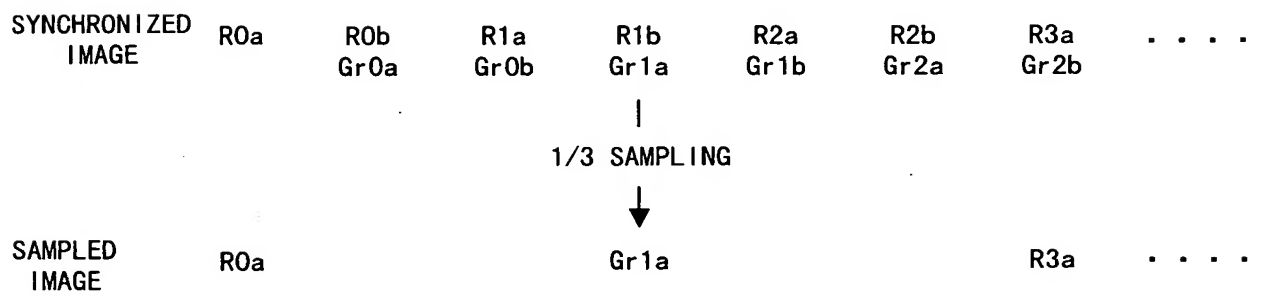 SYNCHRONIZED IMAGE R0a R0b R1a R1b R2a R2b R3a . . . .
Gr0a Gr0b Gr1a Gr1b Gr2a Gr2b
1/3 SAMPLING
SAMPLED IMAGE R0a Gr1a R3a . . . .